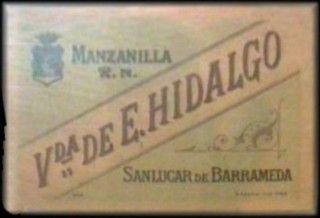 MANZANILLA
R. N.
VDA DE E. HIDALGO
SANLUCAR DE BARRAMEDA